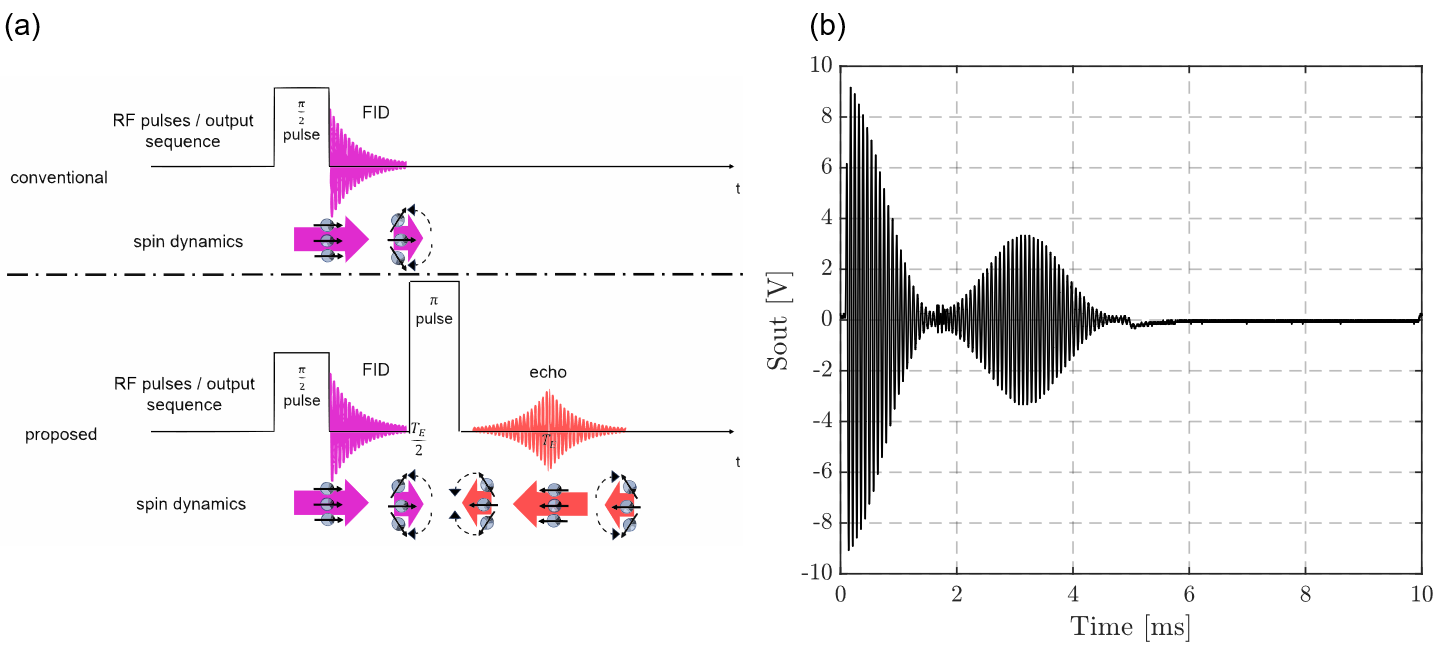 (a)
RF pulses / output
sequence
π
2
pulse
FID
conventional
t
spin dynamics
π
pulse
RF pulses / output
sequence
π
2
pulse
FID
echo
proposed
T_E
2
T_E
t
spin dynamics
(b)
10
8
6
4
2
0
-2
-4
-6
-8
-10
Sout [V]
0 2 4 6 8 10
Time [ms]